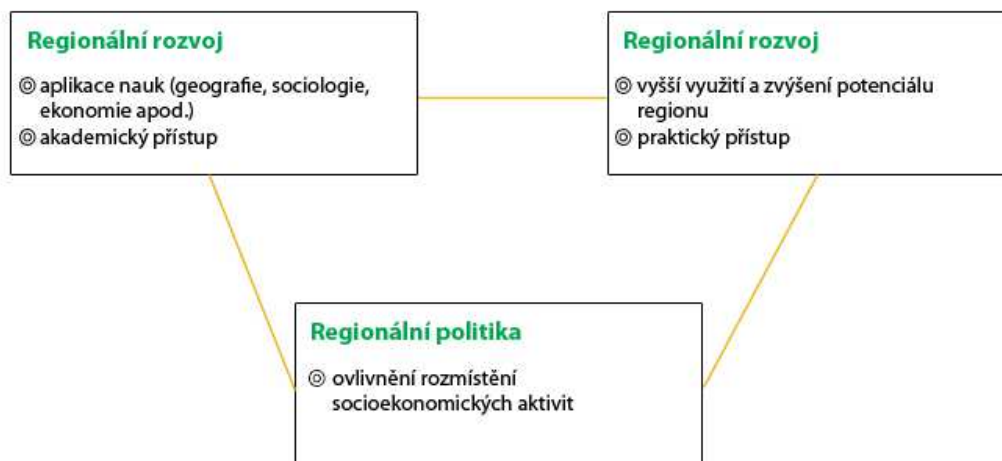 Regionální rozvoj
◎ aplikace nauk (geografie, sociologie,
ekonomie apod.)
◎ akademický přístup
Regionální rozvoj
◎ vyšší využití a zvýšení potenciálu
regionu
◎ praktický přístup
Regionální politika
◎ ovlivnění rozmístění
socioekonomických aktivit